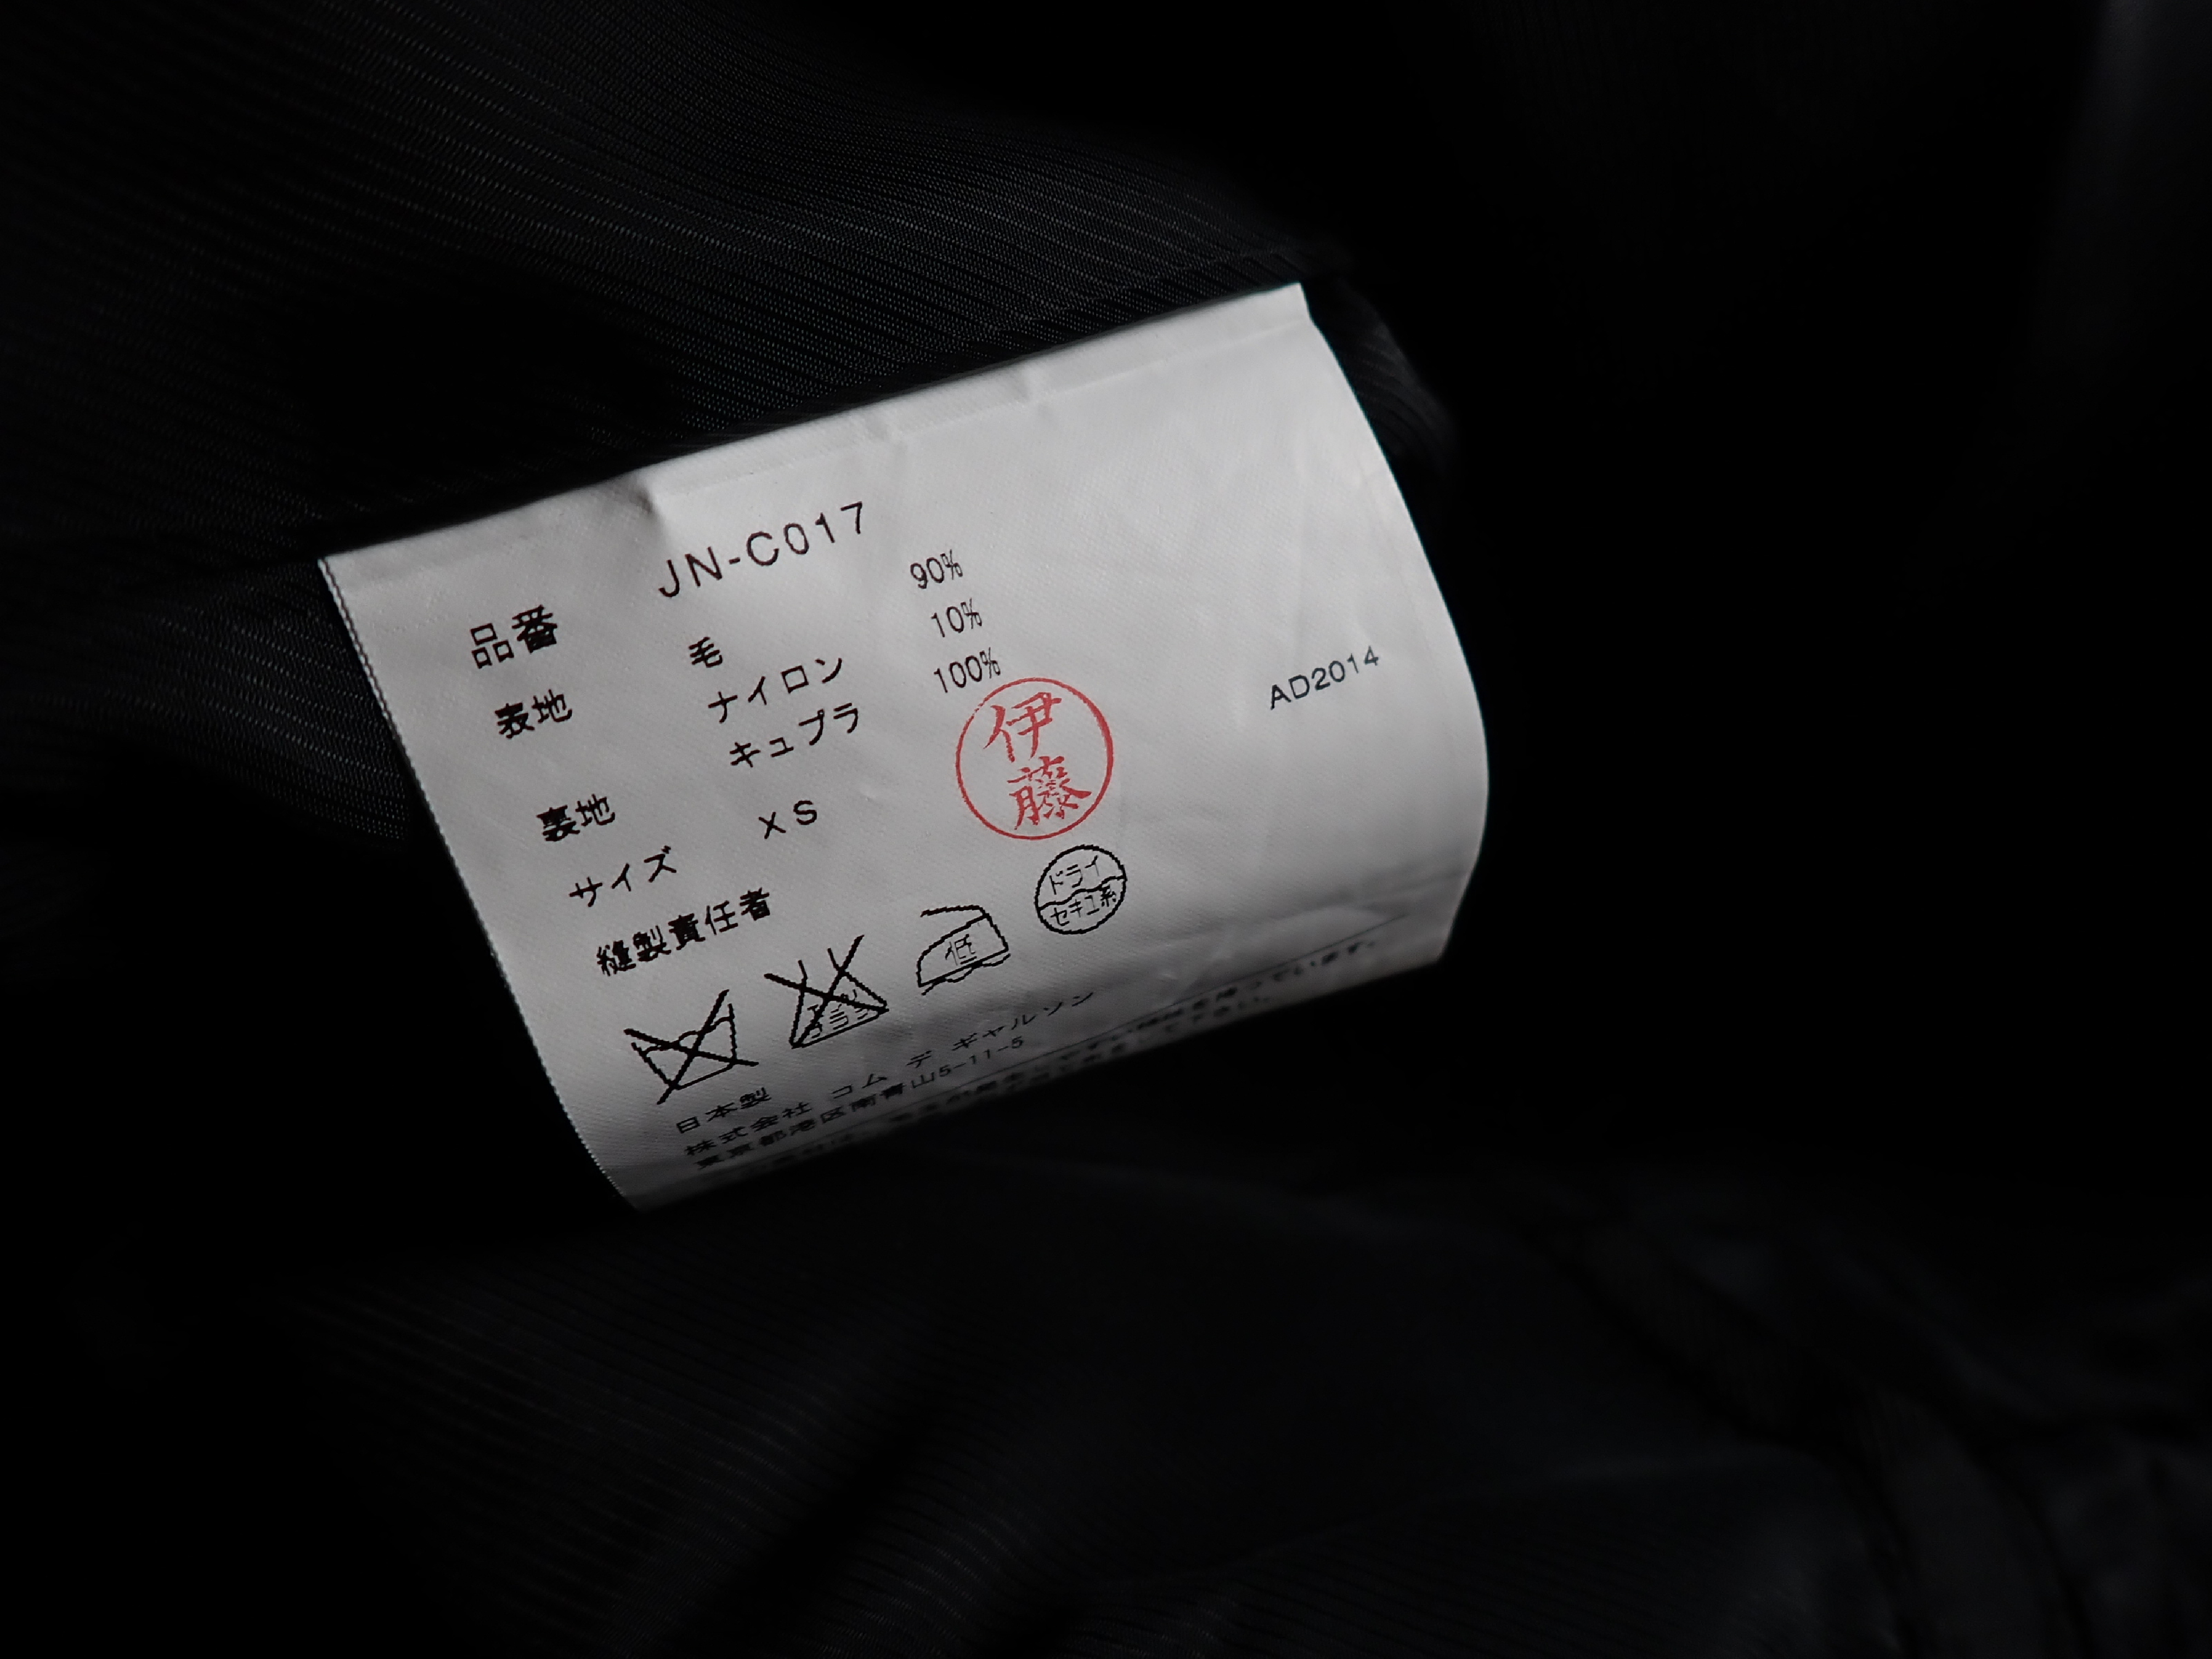 品番 JN-C017
表地 毛 90%
ナイロン 10%
裏地 キュプラ 100%
サイズ XS
縫製責任者 伊藤
AD2014
低
ドライ
セキユ系
日本製
株式会社 コム デ ギャルソン
東京都港区南青山5-11-5